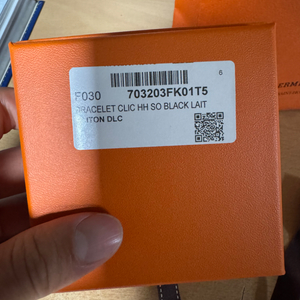 6
F030 703203FK01T5
BRACELET CLIC HH SO BLACK LAIT
DLC